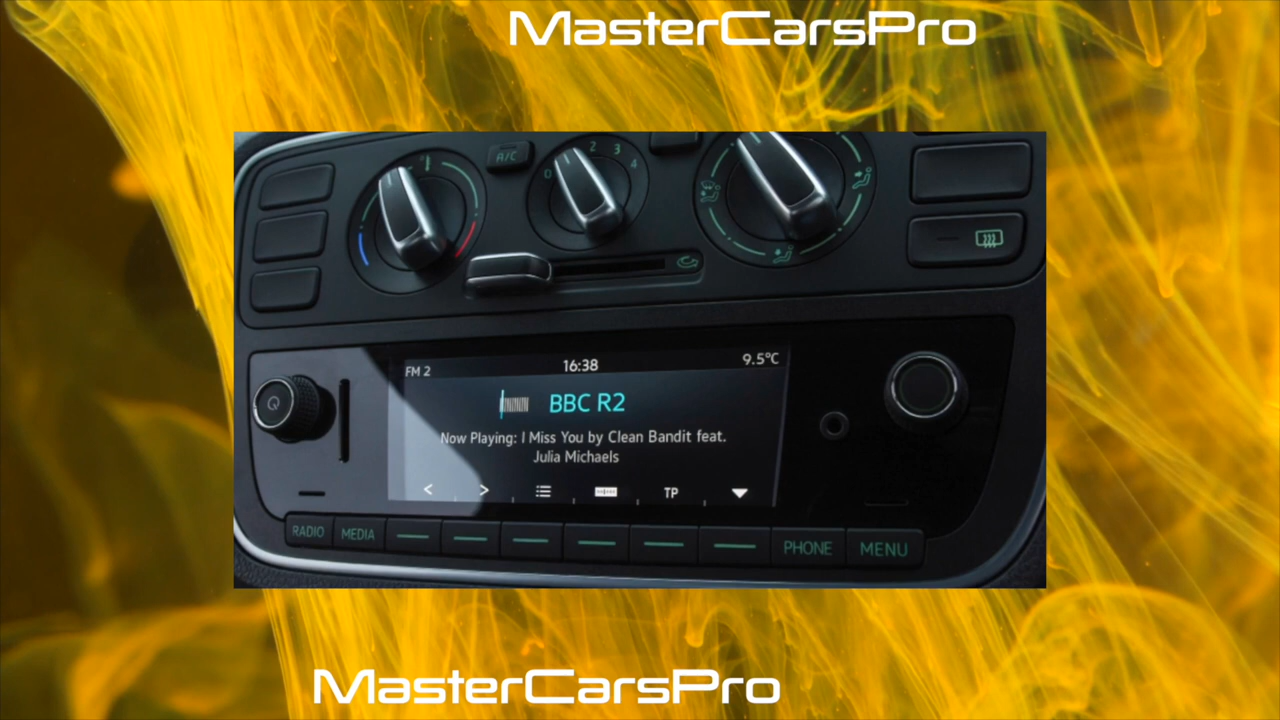 MasterCarsPro
A/C
0 2 3 4
FM 2 16:38 9.5°C
BBC R2
Now Playing: I Miss You by Clean Bandit feat.
Julia Michaels
< > TP
RADIO MEDIA PHONE MENU
MasterCarsPro